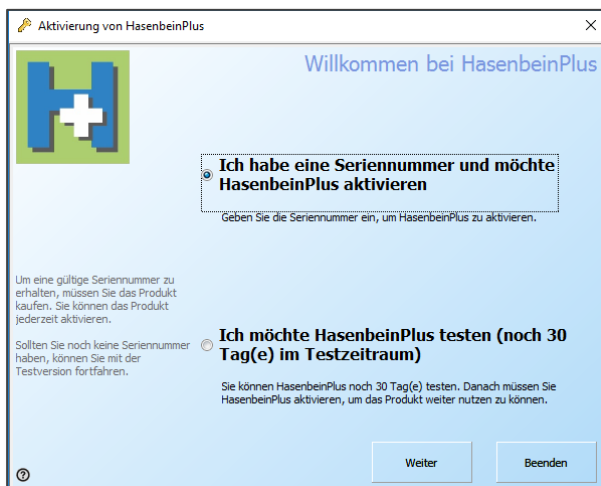 Aktivierung von HasenbeinPlus
Willkommen bei HasenbeinPlus
Ich habe eine Seriennummer und möchte
HasenbeinPlus aktivieren
Geben Sie die Seriennummer ein, um HasenbeinPlus zu aktivieren.
Um eine gültige Seriennummer zu
erhalten, müssen Sie das Produkt
kaufen. Sie können das Produkt
jederzeit aktivieren.
Sollten Sie noch keine Seriennummer
haben, können Sie mit der
Testversion fortfahren.
Ich möchte HasenbeinPlus testen (noch 30
Tag(e) im Testzeitraum)
Sie können HasenbeinPlus noch 30 Tag(e) testen. Danach müssen Sie
HasenbeinPlus aktivieren, um das Produkt weiter nutzen zu können.
Weiter
Beenden